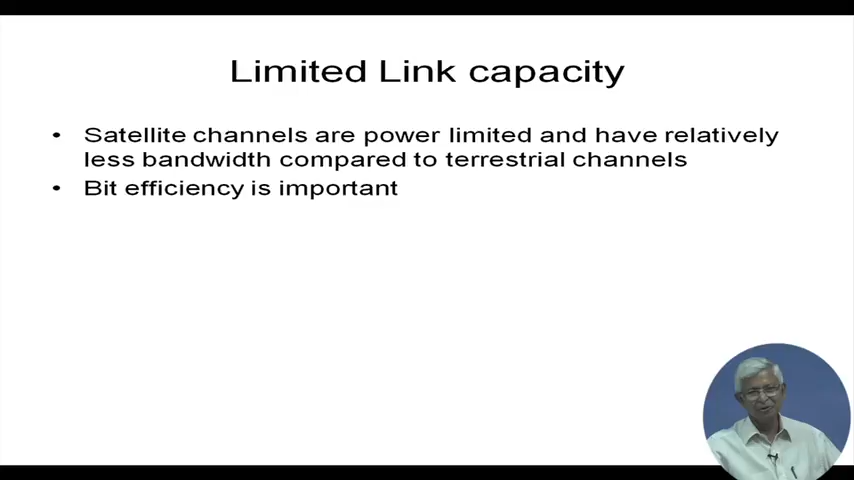 Limited Link capacity
• Satellite channels are power limited and have relatively
less bandwidth compared to terrestrial channels
• Bit efficiency is important